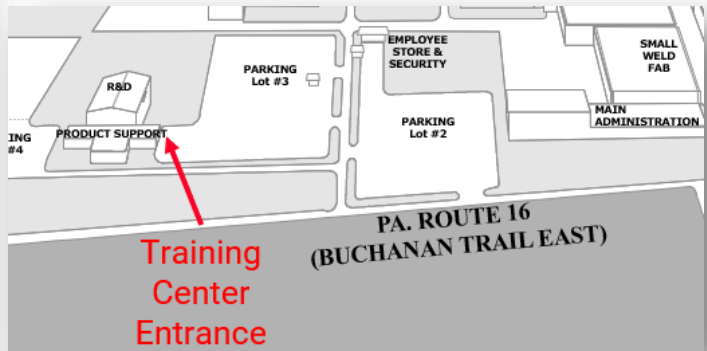 EMPLOYEE
STORE &
SECURITY
SMALL
WELD
FAB
PARKING
Lot #3
R&D
MAIN
ADMINISTRATION
PARKING
Lot #2
PRODUCT SUPPORT
ING
#4
PA. ROUTE 16
(BUCHANAN TRAIL EAST)
Training
Center
Entrance